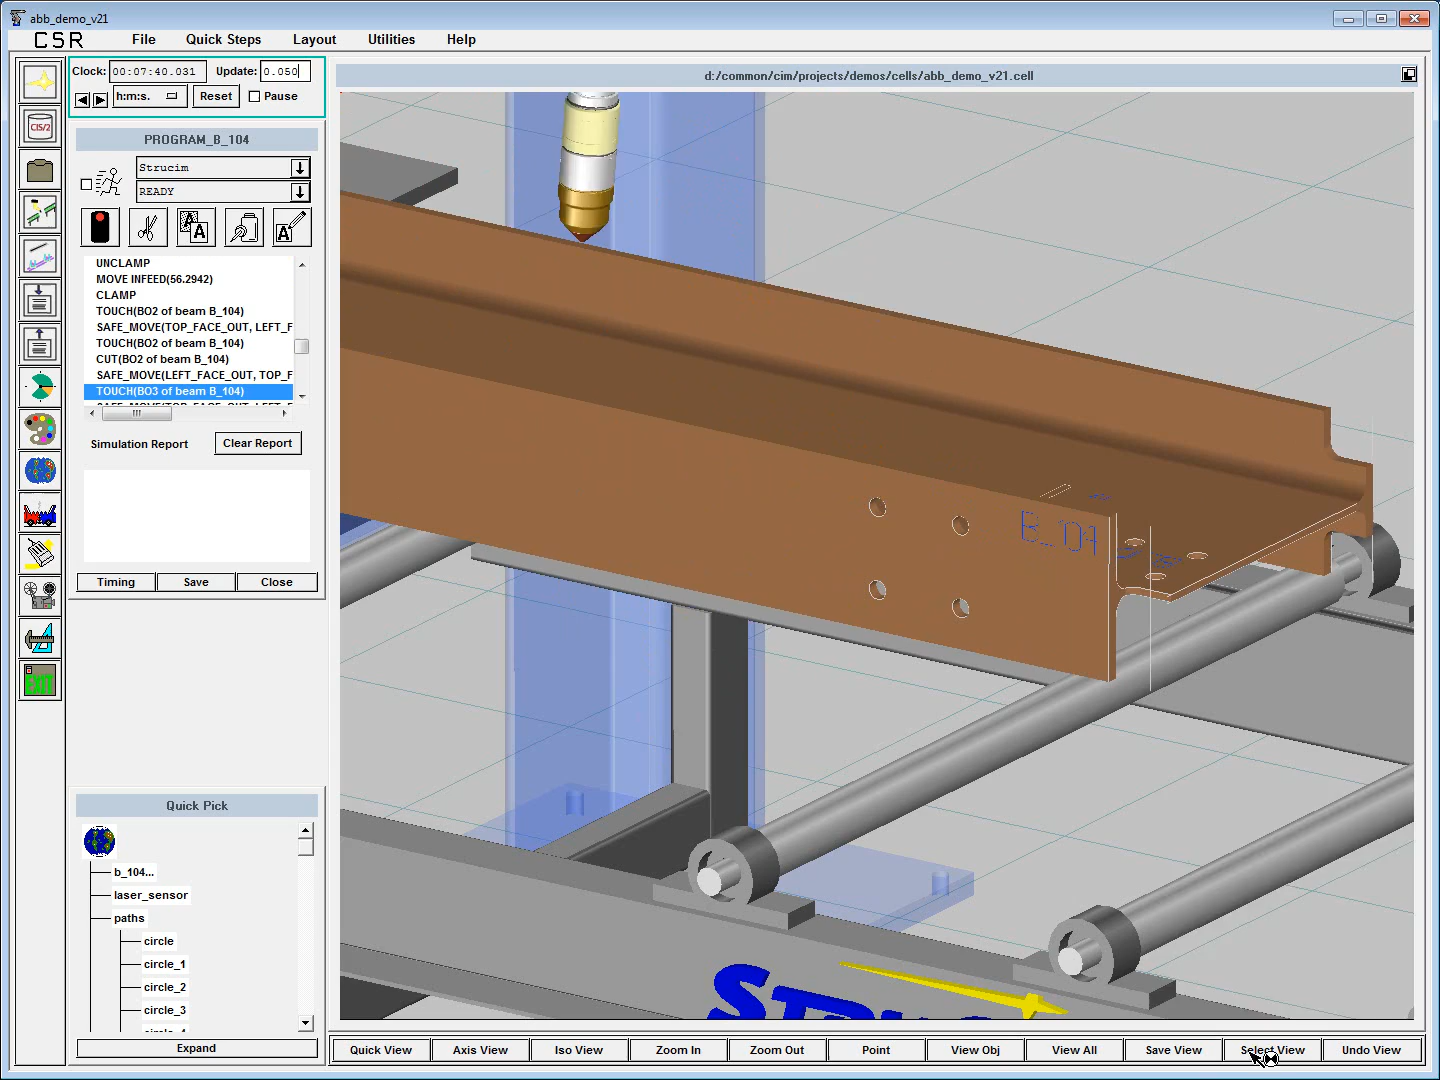 abb_demo_v21
CSR
File Quick Steps Layout Utilities Help
Clock: 00:07:40.031 Update: 0.050
h:m:s. Reset Pause
d:/common/cim/projects/demos/cells/abb_demo_v21.cell
CIS/2
PROGRAM_B_104
Strucim
READY
UNCLAMP
MOVE INFEED(56.2942)
CLAMP
TOUCH(BO2 of beam B_104)
SAFE_MOVE(TOP_FACE_OUT, LEFT_F
TOUCH(BO2 of beam B_104)
CUT(BO2 of beam B_104)
SAFE_MOVE(LEFT_FACE_OUT, TOP_F
TOUCH(BO3 of beam B_104)
Simulation Report Clear Report
Timing Save Close
EXIT
Quick Pick
b_104...
laser_sensor
paths
circle
circle_1
circle_2
circle_3
Expand
B_104
Quick View Axis View Iso View Zoom In Zoom Out Point View Obj View All Save View Select View Undo View